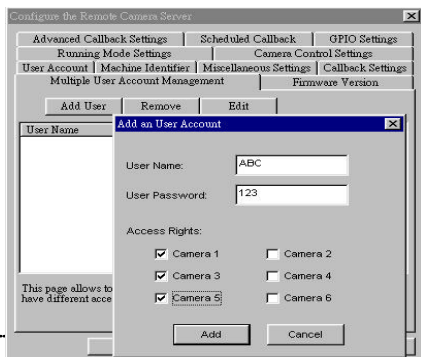 Configure the Remote Camera Server
Advanced Callback Settings Scheduled Callback GPIO Settings
Running Mode Settings Camera Control Settings
User Account Machine Identifier Miscellaneous Settings Callback Settings
Multiple User Account Management Firmware Version
Add User Remove Edit
User Name
Add an User Account
User Name: ABC
User Password: 123
Access Rights:
Camera 1 Camera 2
Camera 3 Camera 4
Camera 5 Camera 6
This page allows to
have different acce
Add Cancel